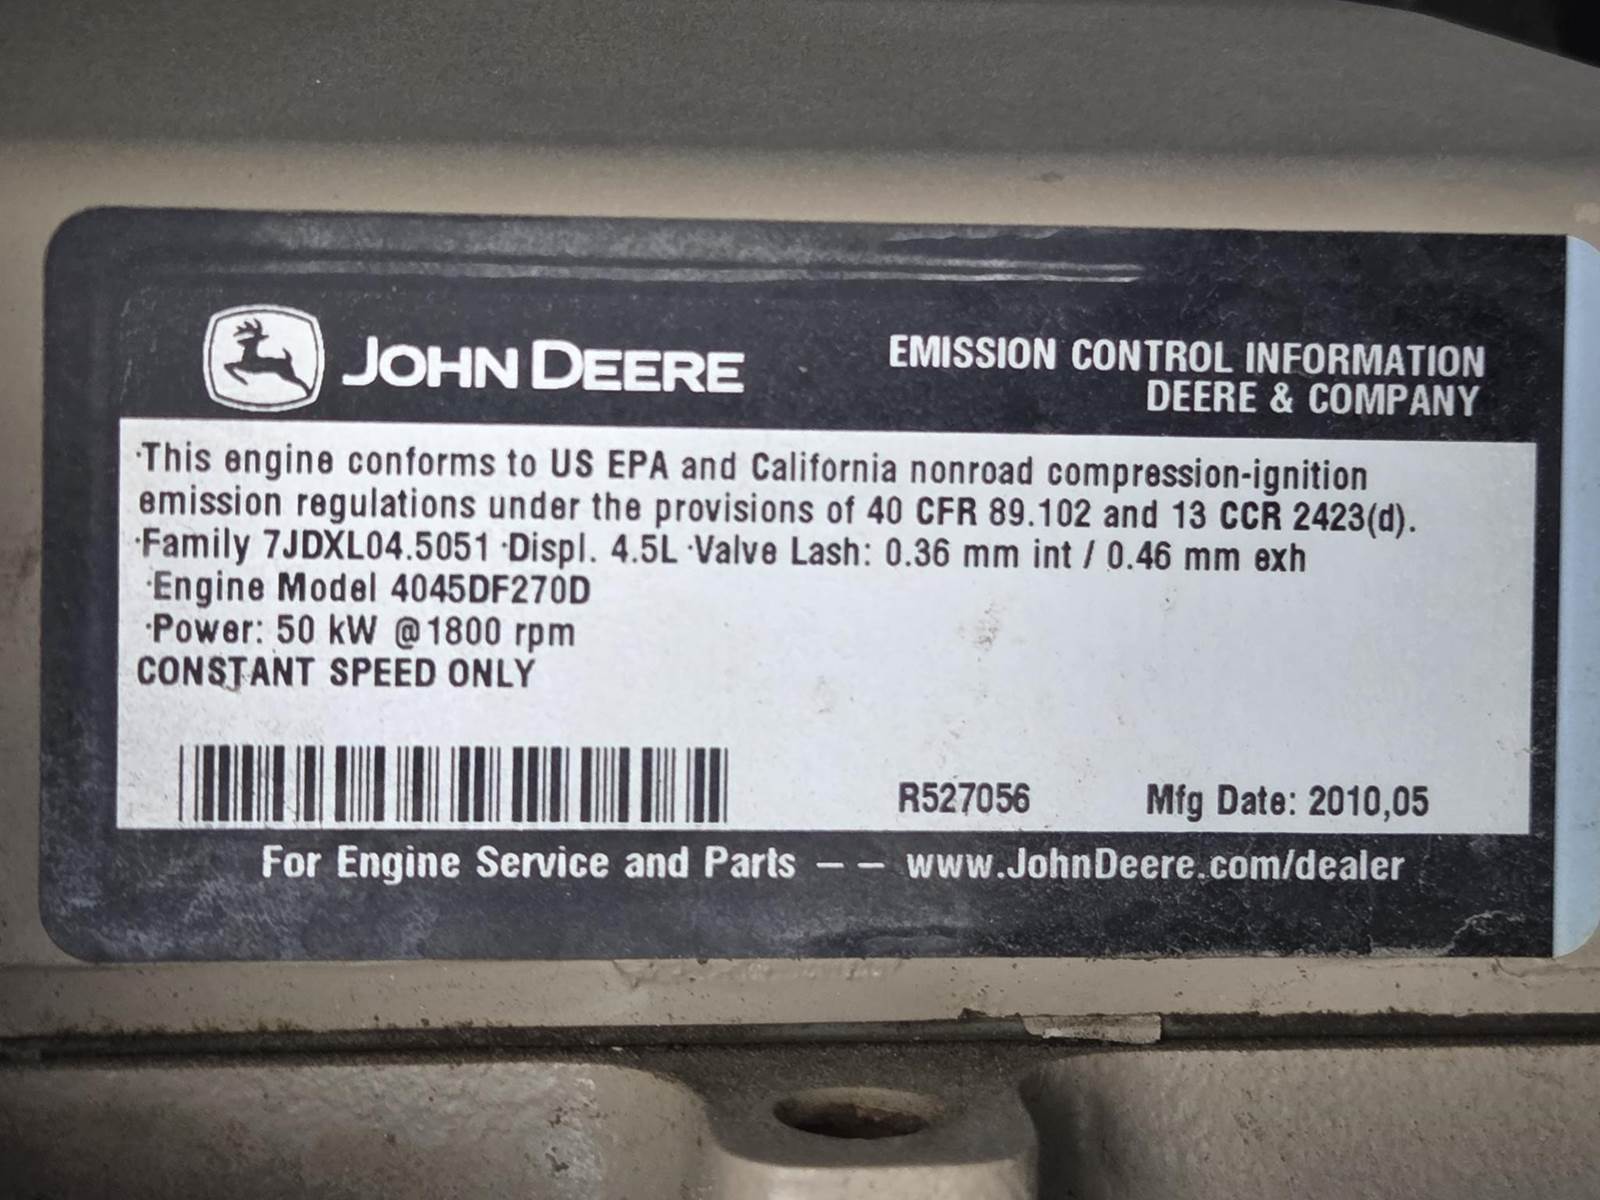 JOHN DEERE
EMISSION CONTROL INFORMATION
DEERE & COMPANY
·This engine conforms to US EPA and California nonroad compression-ignition
emission regulations under the provisions of 40 CFR 89.102 and 13 CCR 2423(d).
·Family 7JDXL04.5051 ·Displ. 4.5L ·Valve Lash: 0.36 mm int / 0.46 mm exh
·Engine Model 4045DF270D
·Power: 50 kW @1800 rpm
CONSTANT SPEED ONLY
R527056 Mfg Date: 2010,05
For Engine Service and Parts – – www.JohnDeere.com/dealer